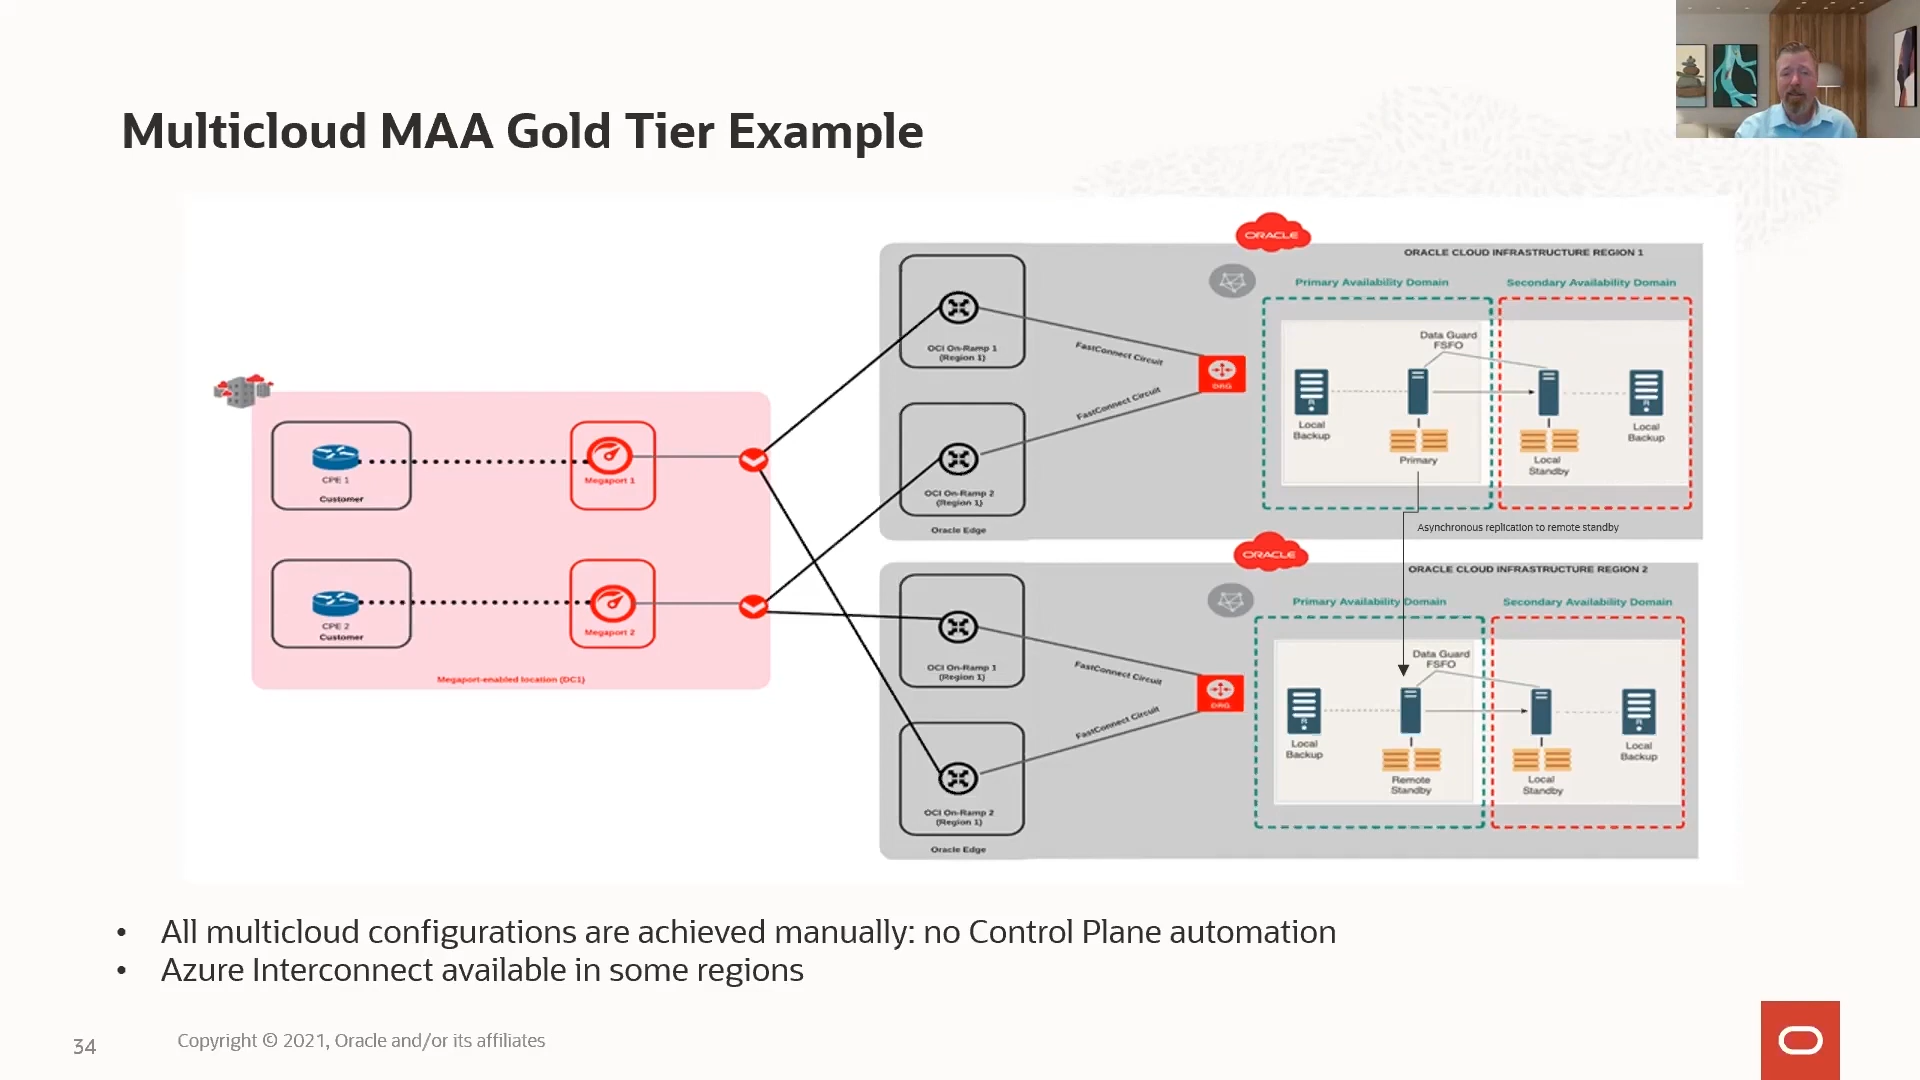 Multicloud MAA Gold Tier Example
ORACLE
ORACLE CLOUD INFRASTRUCTURE REGION 1
Primary Availability Domain
Secondary Availability Domain
OCI On-Ramp 1
(Region 1)
FastConnect Circuit
FastConnect Circuit
DRG
OCI On-Ramp 2
(Region 1)
Oracle Edge
Data Guard
FSFO
R
Local
Backup
Primary
Local
Standby
R
Local
Backup
CPE 1
Customer
Megaport 1
CPE 2
Customer
Megaport 2
Megaport-enabled location (DC1)
Asynchronous replication to remote standby
ORACLE
ORACLE CLOUD INFRASTRUCTURE REGION 2
Primary Availability Domain
Secondary Availability Domain
OCI On-Ramp 1
(Region 1)
FastConnect Circuit
FastConnect Circuit
DRG
OCI On-Ramp 2
(Region 1)
Oracle Edge
Data Guard
FSFO
R
Local
Backup
Remote
Standby
Local
Standby
R
Local
Backup
• All multicloud configurations are achieved manually: no Control Plane automation
• Azure Interconnect available in some regions
34
Copyright © 2021, Oracle and/or its affiliates